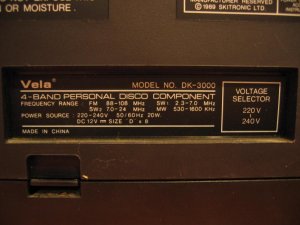 OR MOISTURE.
MANUFACTURER RESERVED
© 1989 SKITRONIC LTD.
Vela
MODEL NO. DK-3000
4-BAND PERSONAL DISCO COMPONENT
FREQUENCY RANGE : FM 88-108 MHz SW1 2.3-7.0 MHz
SW2 7.0-24 MHz MW 530-1600 KHz
POWER SOURCE : 220-240V 50/60Hz 20W.
DC 12V ⎓ SIZE "D" x 8
MADE IN CHINA
VOLTAGE
SELECTOR
220V
240V